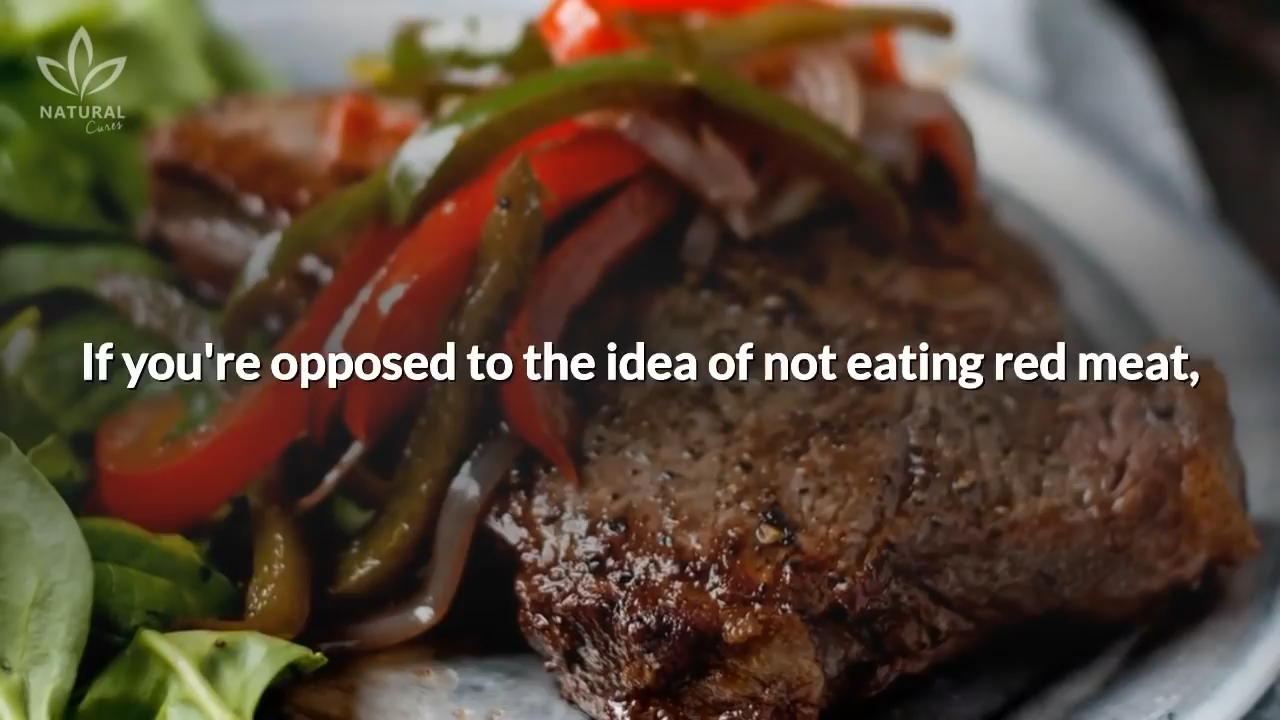 NATURAL
Cures
If you're opposed to the idea of not eating red meat,